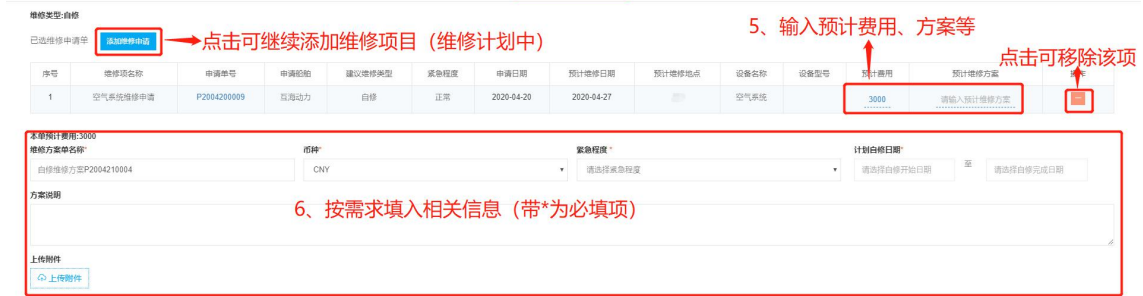 维修类型:自修
5、输入预计费用、方案等
已选维修申请单 添加维修申请 点击可继续添加维修项目（维修计划中）
点击可移除该项
序号 维修项名称 申请单号 申请船舶 建议维修类型 紧急程度 申请日期 预计维修日期 预计维修地点 设备名称 设备型号 预计费用 预计维修方案
1 空气系统维修申请 P2004200009 互海动力 自修 正常 2020-04-20 2020-04-27 空气系统 3000 请输入预计维修方案
本单预计费用:3000
维修方案单名称* 币种* 紧急程度* 计划自修日期*
自修维修方案P2004210004 CNY 请选择紧急程度 请选择自修开始日期 至 请选择自修完成日期
方案说明
6、按需求填入相关信息（带*为必填项）
上传附件
上传附件